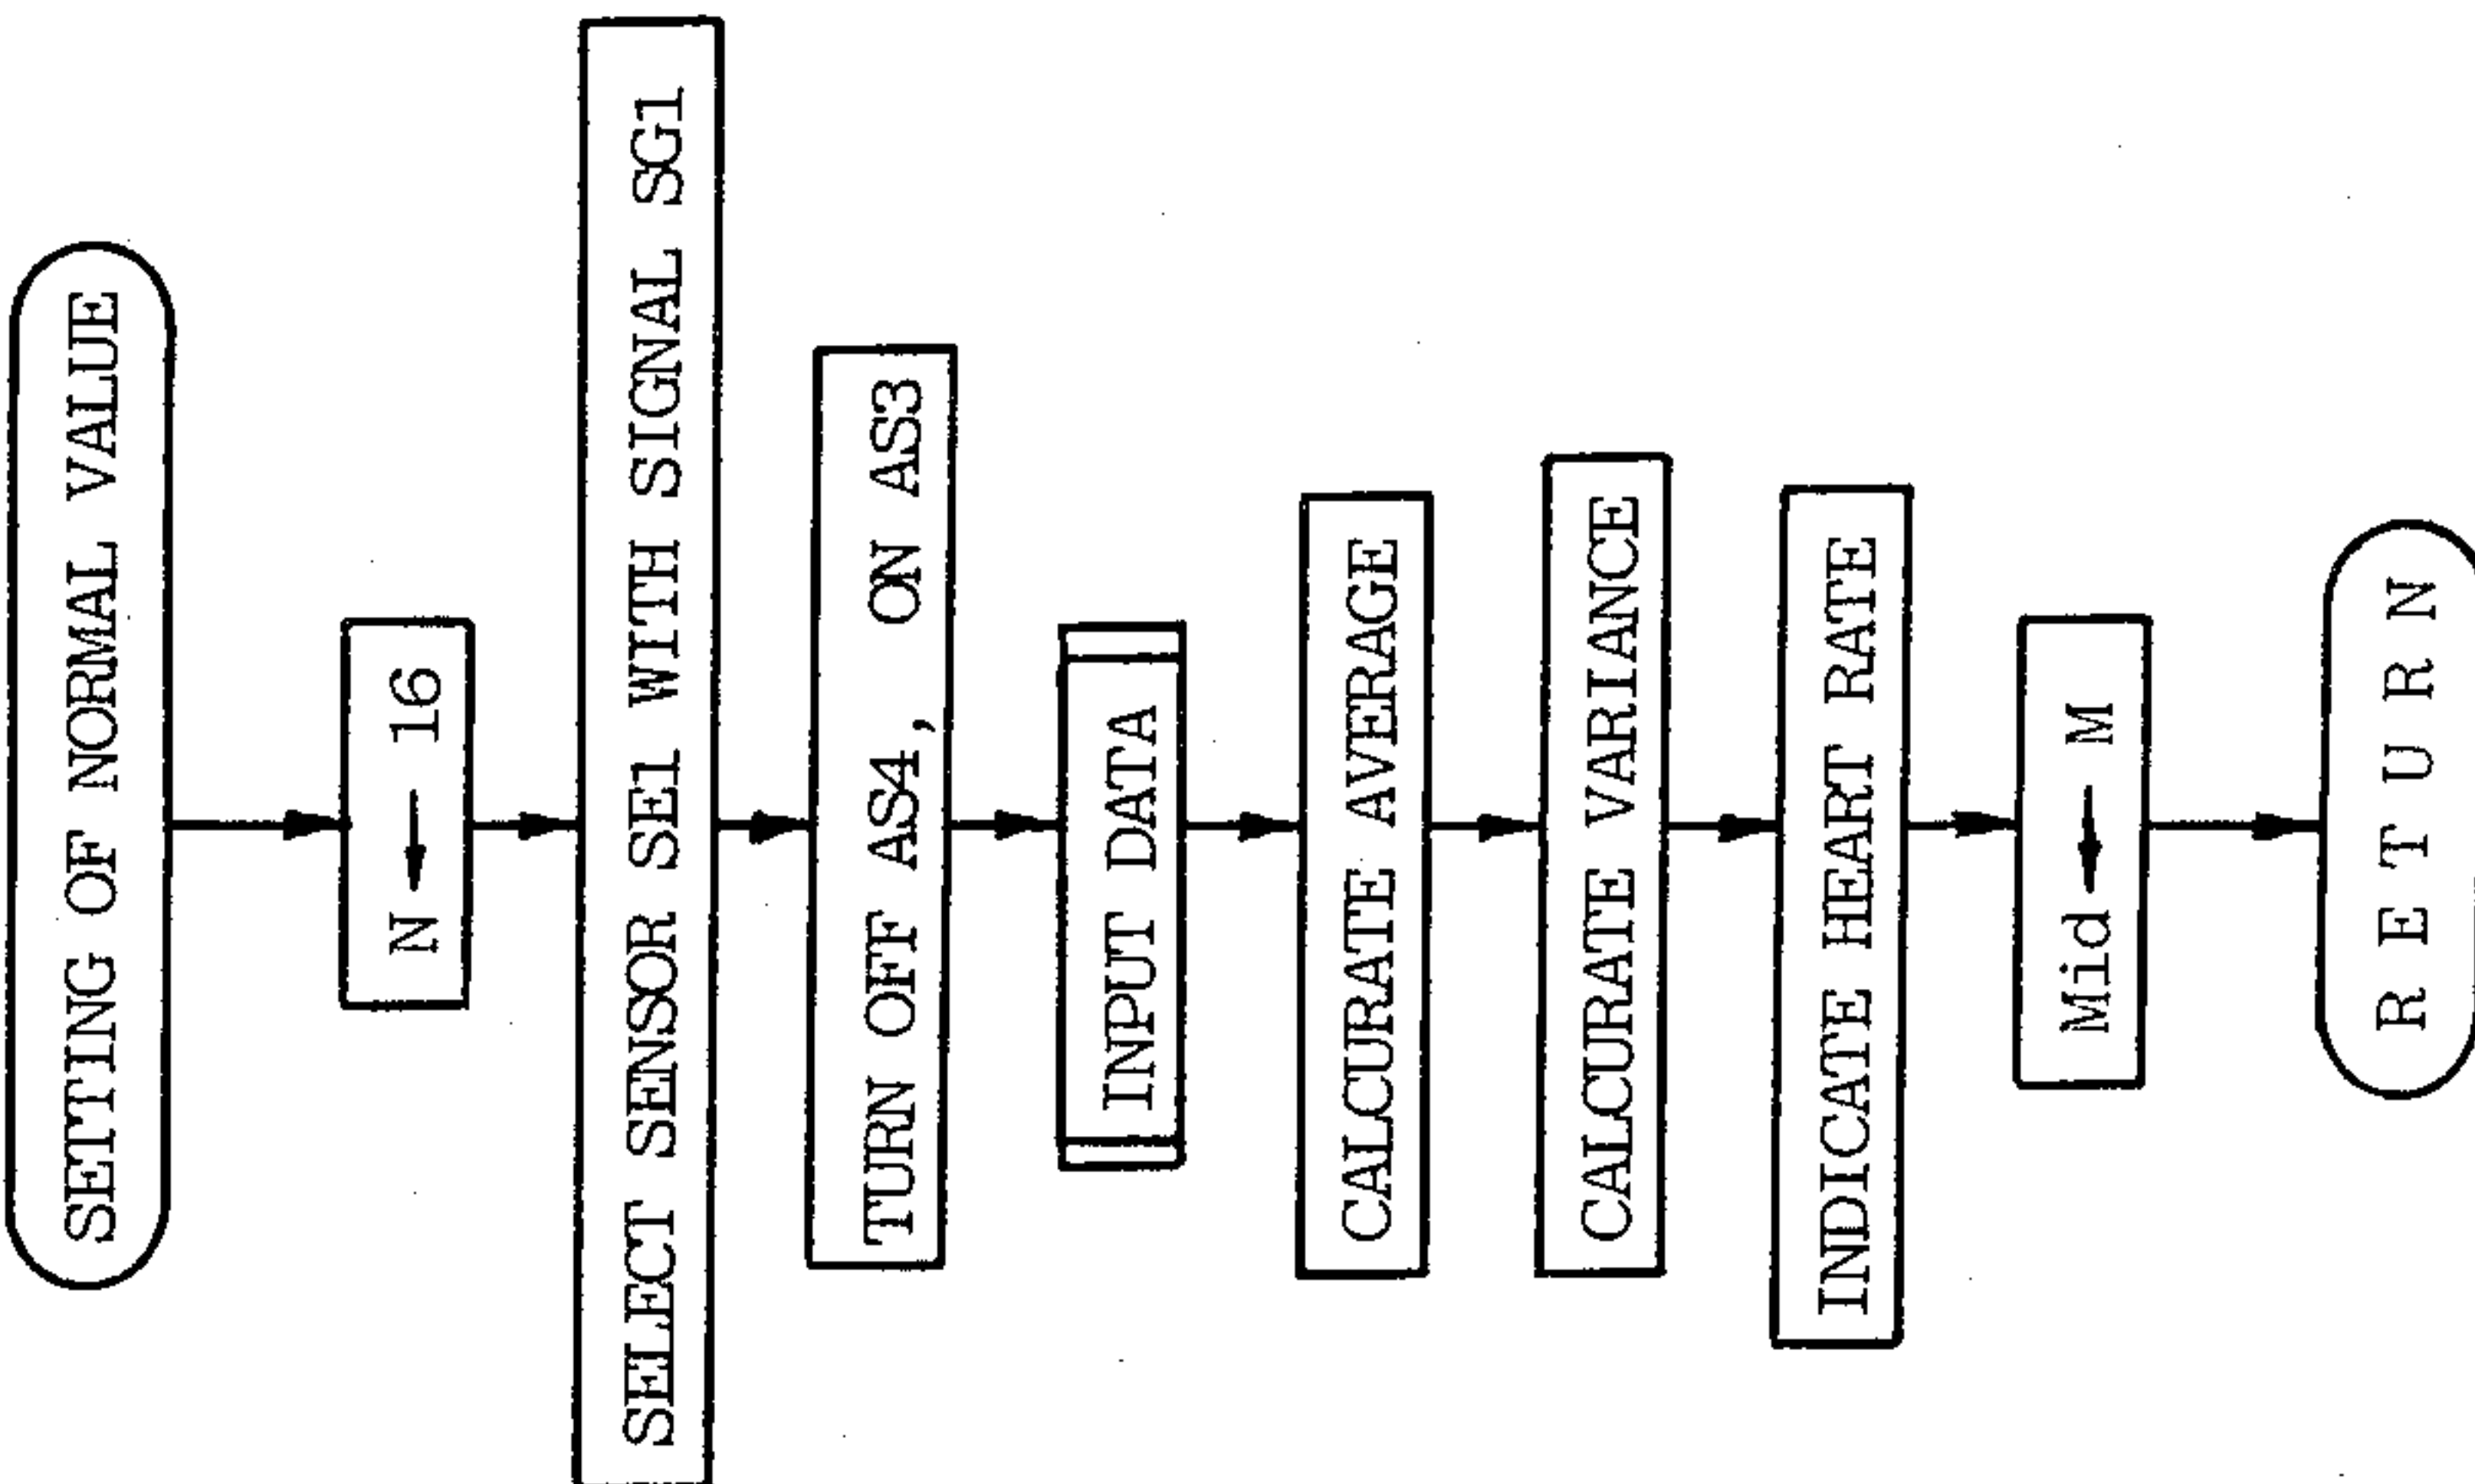 SETTING OF NORMAL VALUE
N ← 16
SELECT SENSOR SE1 WITH SIGNAL SG1
TURN OFF AS4, ON AS3
INPUT DATA
CALCURATE AVERAGE
CALCURATE VARIANCE
INDICATE HEART RATE
Mid ← M
RETURN